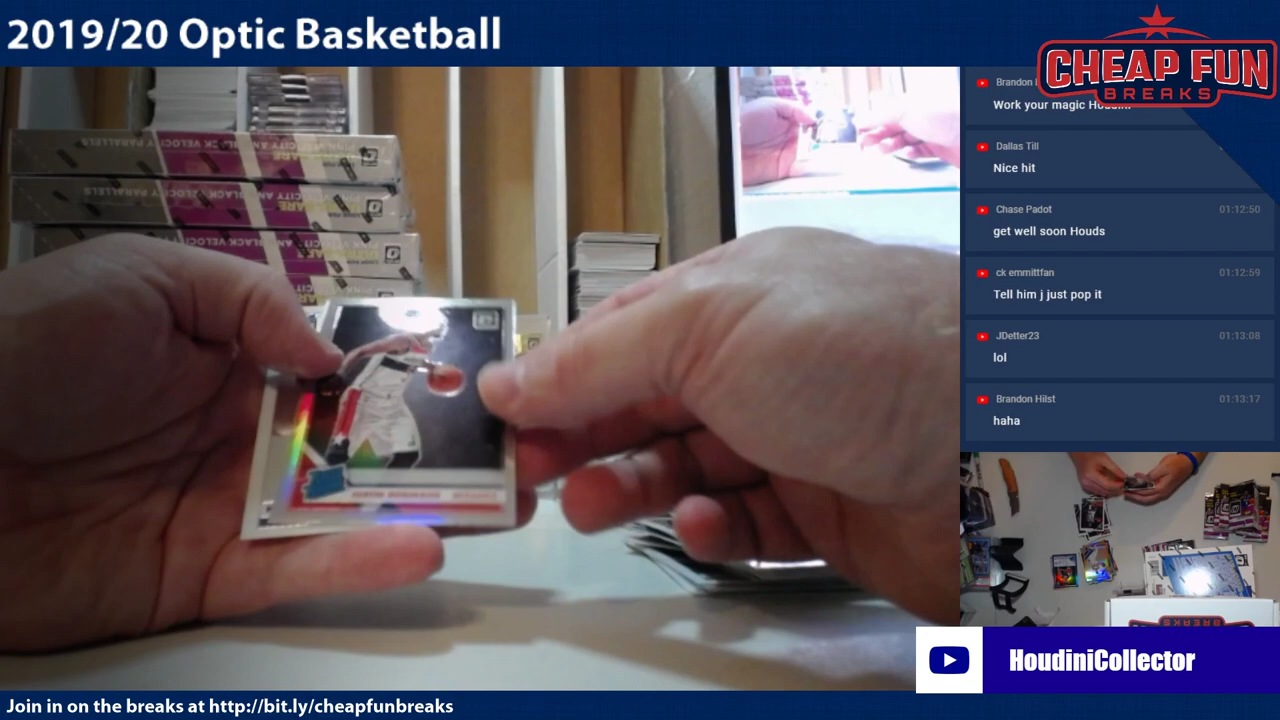 2019/20 Optic Basketball
CHEAP FUN
BREAKS
Brandon
Work your magic Houdini.
Dallas Till
Nice hit
Chase Padot 01:12:50
get well soon Houds
ck emmittfan 01:12:59
Tell him j just pop it
JDetter23 01:13:08
lol
Brandon Hilst 01:13:17
haha
HoudiniCollector
Join in on the breaks at http://bit.ly/cheapfunbreaks